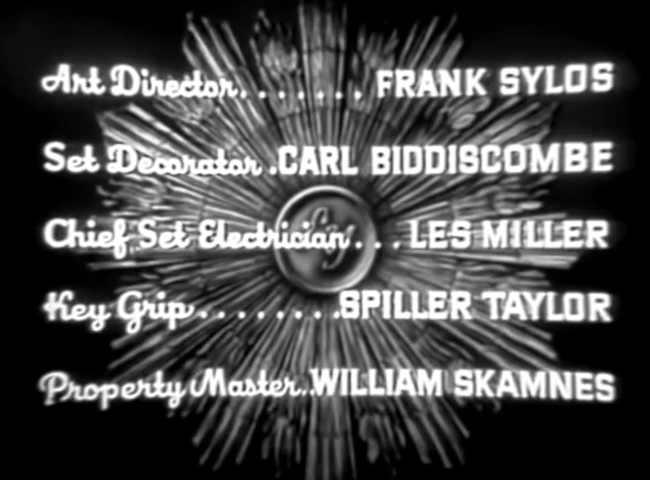 Art Director.......FRANK SYLOS
Set Decorator.CARL BIDDISCOMBE
Chief Set Electrician...LES MILLER
Key Grip........SPILLER TAYLOR
Property Master..WILLIAM SKAMNES